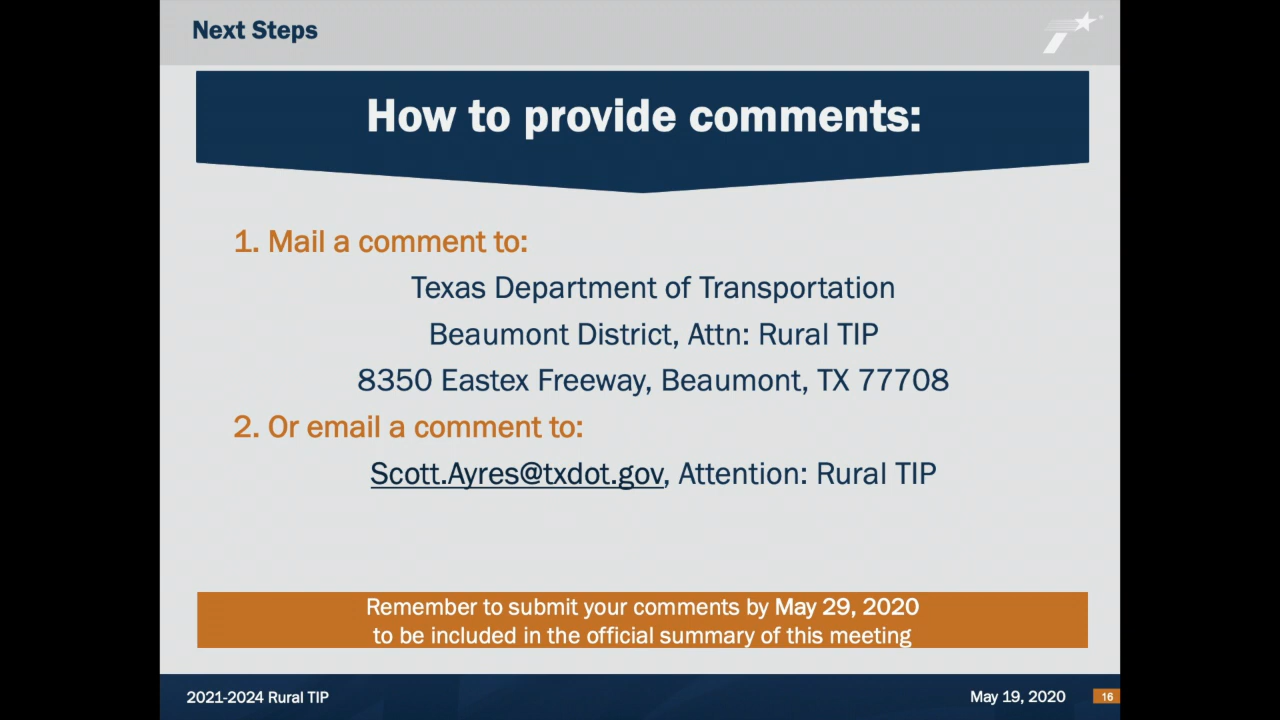 Next Steps
How to provide comments:
1. Mail a comment to:
Texas Department of Transportation
Beaumont District, Attn: Rural TIP
8350 Eastex Freeway, Beaumont, TX 77708
2. Or email a comment to:
Scott.Ayres@txdot.gov, Attention: Rural TIP
Remember to submit your comments by May 29, 2020
to be included in the official summary of this meeting
2021-2024 Rural TIP
May 19, 2020
16